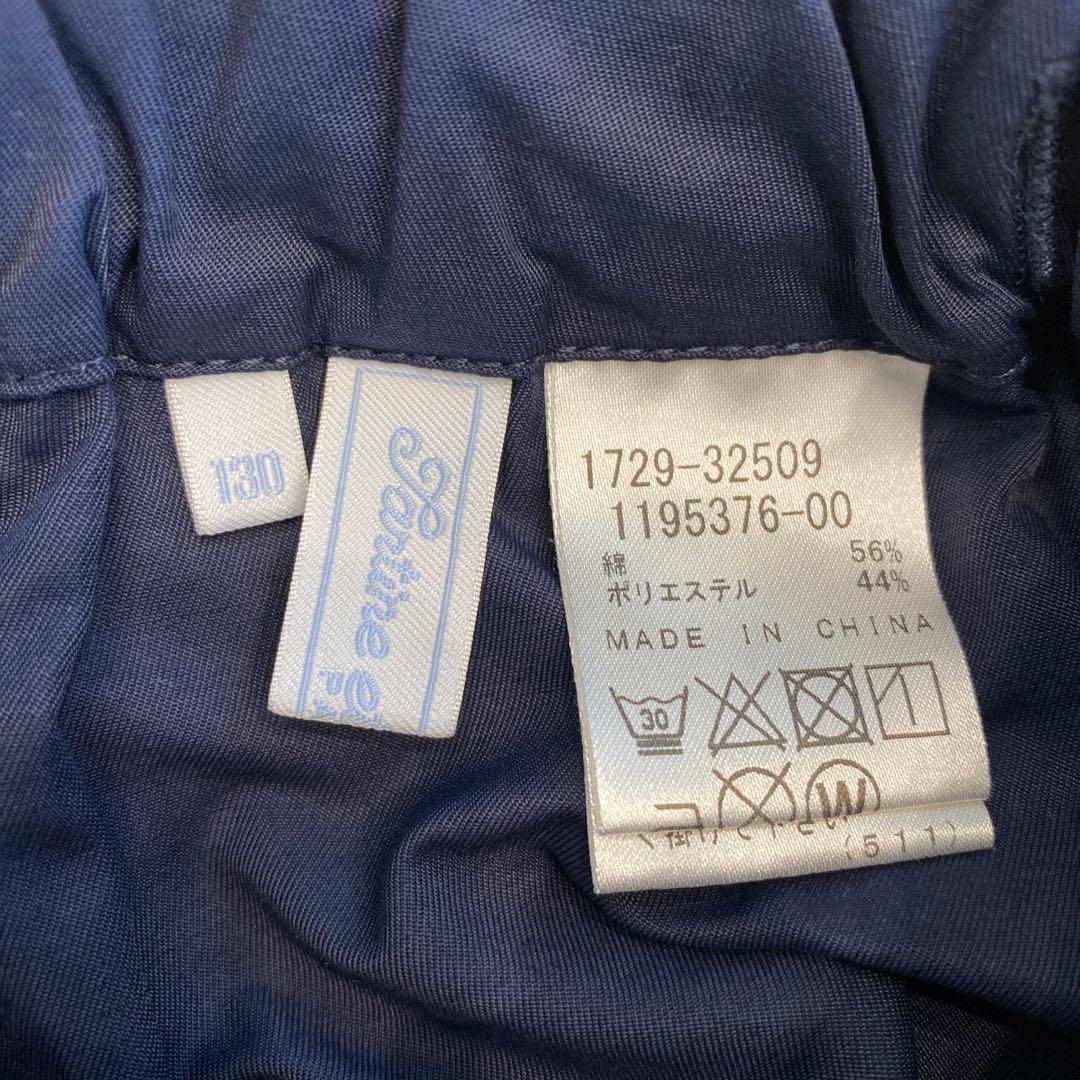 130
Tartine
1729-32509
1195376-00
綿 56%
ポリエステル 44%
MADE IN CHINA
30
W
(511)